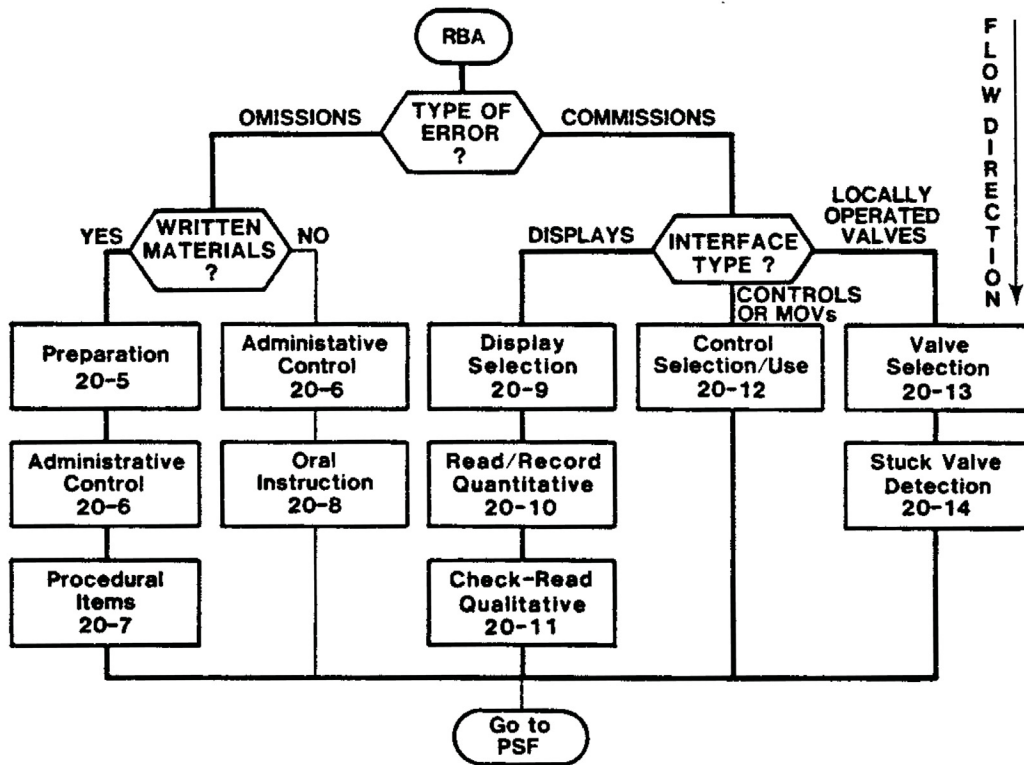 RBA
TYPE OF
ERROR
?
OMISSIONS
COMMISSIONS
FLOW DIRECTION
WRITTEN
MATERIALS
?
YES
NO
INTERFACE
TYPE ?
DISPLAYS
LOCALLY
OPERATED
VALVES
CONTROLS
OR MOVs
Preparation
20-5
Administrative
Control
20-6
Procedural
Items
20-7
Administative
Control
20-6
Oral
Instruction
20-8
Display
Selection
20-9
Read/Record
Quantitative
20-10
Check-Read
Qualitative
20-11
Control
Selection/Use
20-12
Valve
Selection
20-13
Stuck Valve
Detection
20-14
Go to
PSF